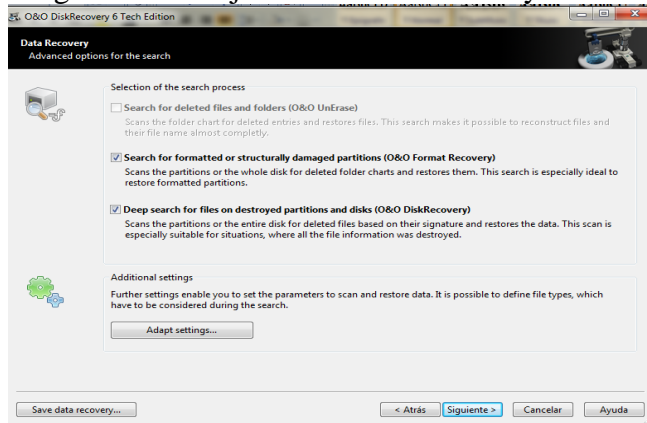 O&O DiskRecovery 6 Tech Edition
Data Recovery
Advanced options for the search
Selection of the search process
Search for deleted files and folders (O&O UnErase)
Scans the folder chart for deleted entries and restores files. This search makes it possible to reconstruct files and
their file name almost completly.
Search for formatted or structurally damaged partitions (O&O Format Recovery)
Scans the partitions or the whole disk for deleted folder charts and restores them. This search is especially ideal to
restore formatted partitions.
Deep search for files on destroyed partitions and disks (O&O DiskRecovery)
Scans the partitions or the entire disk for deleted files based on their signature and restores the data. This scan is
especially suitable for situations, where all the file information was destroyed.
Additional settings
Further settings enable you to set the parameters to scan and restore data. It is possible to define file types, which
have to be considered during the search.
Adapt settings...
Save data recovery...
< Atrás
Siguiente >
Cancelar
Ayuda